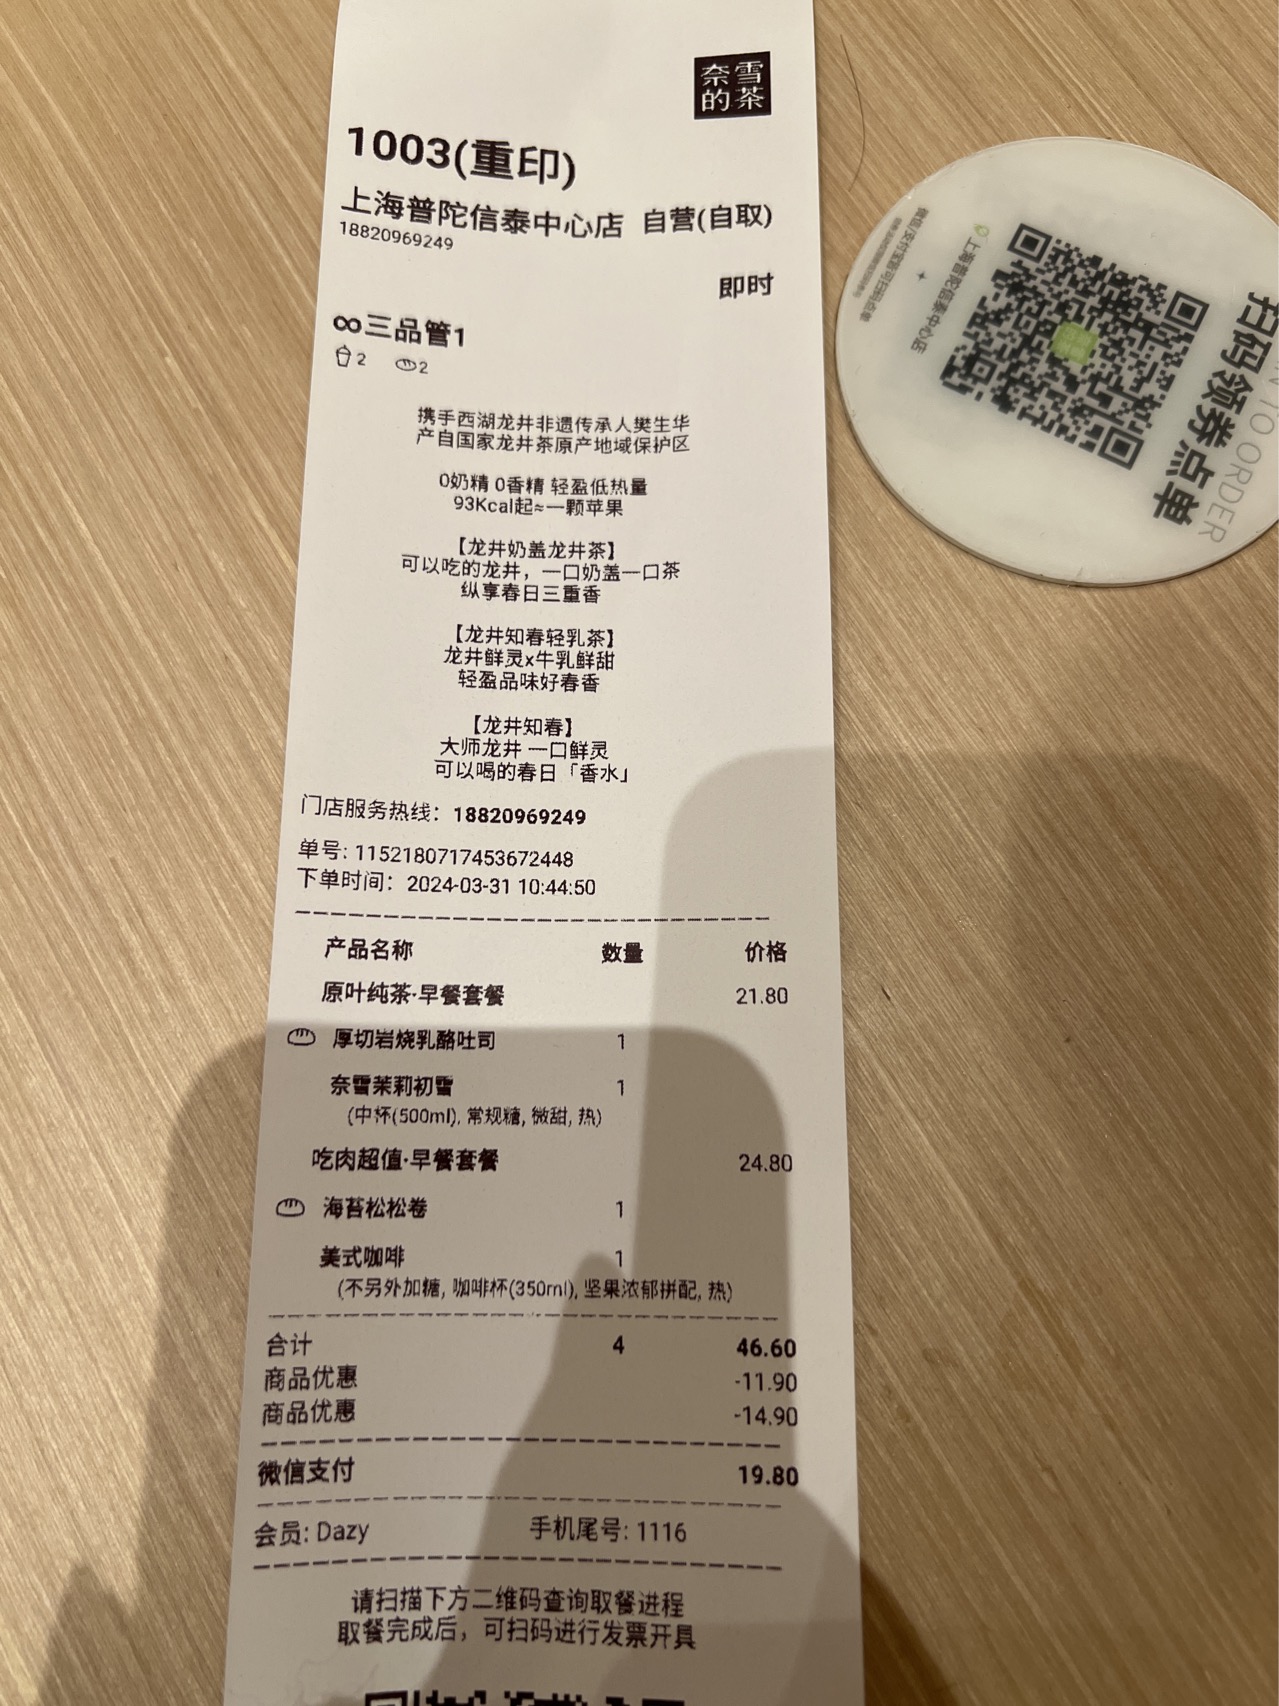 奈雪
的茶
1003(重印)
上海普陀信泰中心店 自营(自取)
18820969249
即时
∞三品管1
2 2
携手西湖龙井非遗传承人樊生华
产自国家龙井茶原产地域保护区
0奶精 0香精 轻盈低热量
93Kcal起≈一颗苹果
【龙井奶盖龙井茶】
可以吃的龙井，一口奶盖一口茶
纵享春日三重香
【龙井知春轻乳茶】
龙井鲜灵x牛乳鲜甜
轻盈品味好春香
【龙井知春】
大师龙井 一口鲜灵
可以喝的春日「香水」
门店服务热线：18820969249
单号: 1152180717453672448
下单时间：2024-03-31 10:44:50
产品名称 数量 价格
原叶纯茶·早餐套餐 21.80
厚切岩烧乳酪吐司 1
奈雪茉莉初雪 1
(中杯(500ml), 常规糖, 微甜, 热)
吃肉超值·早餐套餐 24.80
海苔松松卷 1
美式咖啡 1
(不另外加糖, 咖啡杯(350ml), 坚果浓郁拼配, 热)
合计 4 46.60
商品优惠 -11.90
商品优惠 -14.90
微信支付 19.80
会员: Dazy 手机尾号: 1116
请扫描下方二维码查询取餐进程
取餐完成后，可扫码进行发票开具
扫码领券点单
TO ORDER
上海普陀信泰中心店
微信/支付宝皆可扫码点单